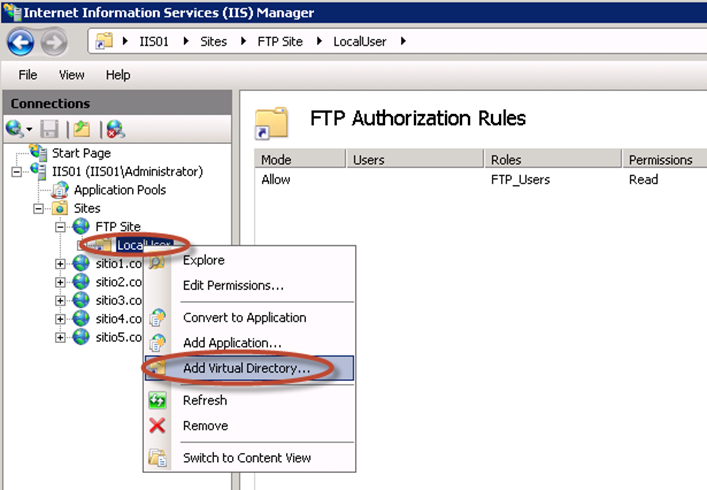 Internet Information Services (IIS) Manager
IIS01 Sites FTP Site LocalUser
File View Help
Connections
Start Page
IIS01 (IIS01\Administrator)
Application Pools
Sites
FTP Site
LocalUser
sitio1.co
sitio2.co
sitio3.co
sitio4.co
sitio5.co
FTP Authorization Rules
Mode Users Roles Permissions
Allow FTP_Users Read
Explore
Edit Permissions...
Convert to Application
Add Application...
Add Virtual Directory...
Refresh
Remove
Switch to Content View